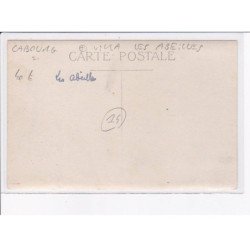 CABOURG @ VILLA LES ABEILLES
CARTE POSTALE
Les abeilles
(25)